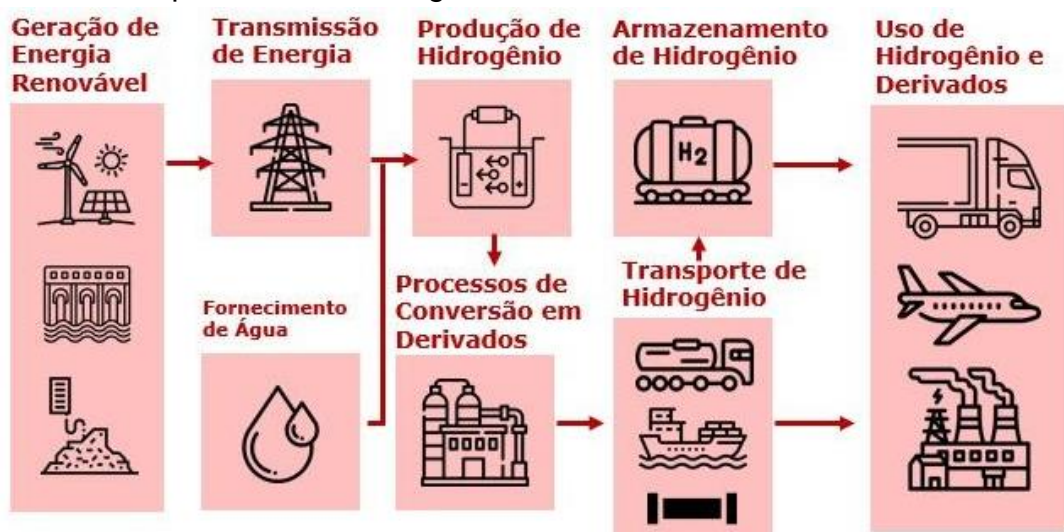 Geração de
Energia
Renovável
Transmissão
de Energia
Produção de
Hidrogênio
Armazenamento
de Hidrogênio
Uso de
Hidrogênio e
Derivados
H2
Fornecimento
de Água
Processos de
Conversão em
Derivados
Transporte de
Hidrogênio